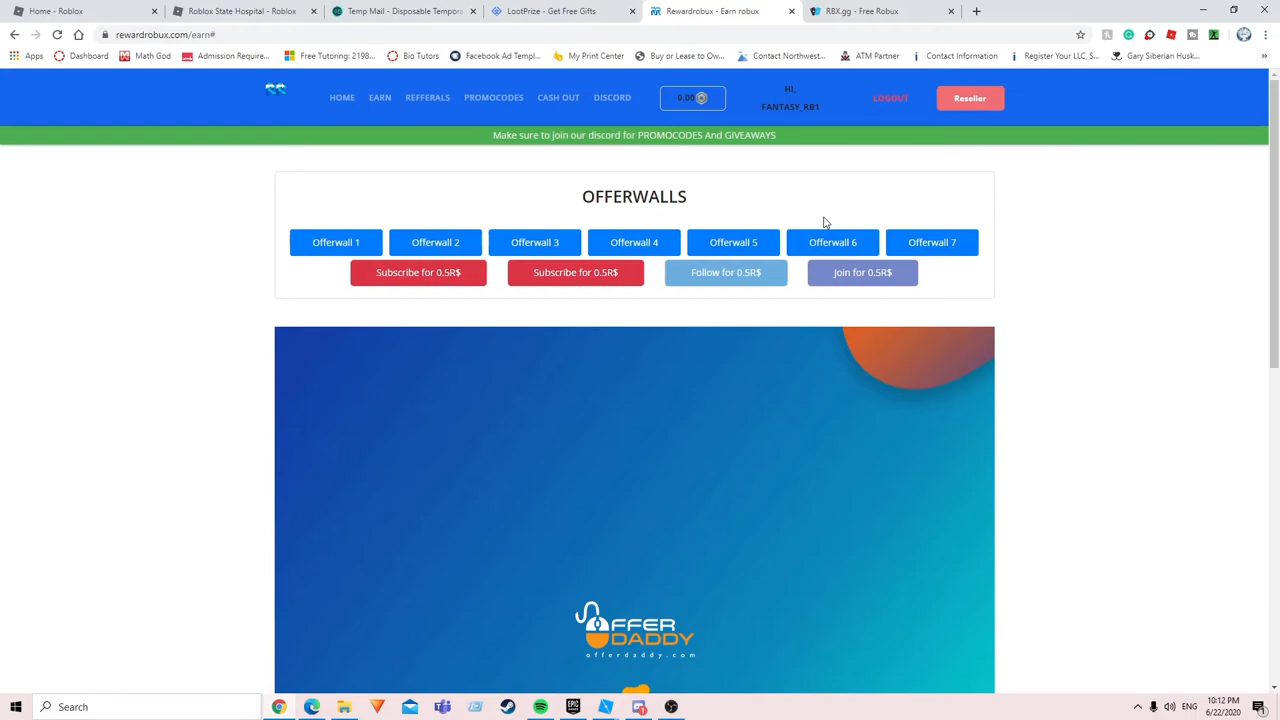 Home - Roblox
Roblox State Hospital - Roblox
Temp Mail - Disposable Tempora
LootPrize - Get Free Gifts
Rewardrobux - Earn robux
RBX.gg - Free Robux
rewardrobux.com/earn#
Apps
Dashboard
Math God
Admission Require...
Free Tutoring: 2198...
Bio Tutors
Facebook Ad Templ...
My Print Center
Buy or Lease to Ow...
Contact Northwest...
ATM Partner
Contact Information
Register Your LLC, S...
Gary Siberian Husk...
HOME
EARN
REFFERALS
PROMOCODES
CASH OUT
DISCORD
0.00
HI,
FANTASY_RB1
LOGOUT
Reseller
Make sure to join our discord for PROMOCODES And GIVEAWAYS
OFFERWALLS
Offerwall 1
Offerwall 2
Offerwall 3
Offerwall 4
Offerwall 5
Offerwall 6
Offerwall 7
Subscribe for 0.5R$
Subscribe for 0.5R$
Follow for 0.5R$
Join for 0.5R$
OFFER
DADDY
offerdaddy.com
Search
ENG
10:12 PM
6/22/2020